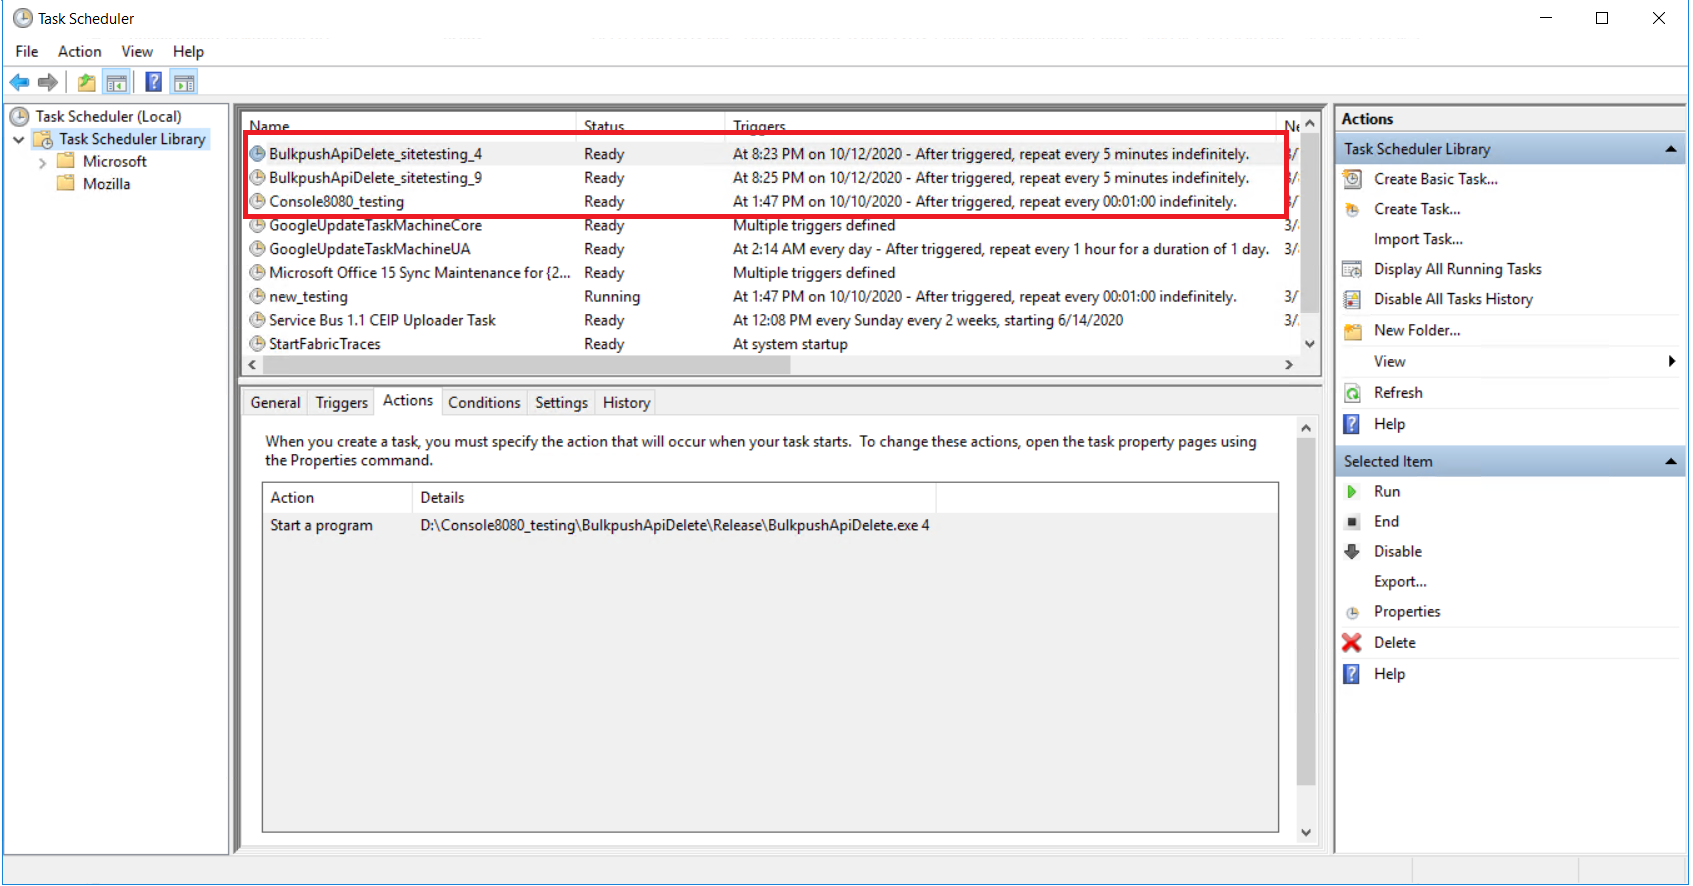 Task Scheduler
File Action View Help
Task Scheduler (Local)
Task Scheduler Library
Microsoft
Mozilla
Name Status Triggers
BulkpushApiDelete_sitetesting_4 Ready At 8:23 PM on 10/12/2020 - After triggered, repeat every 5 minutes indefinitely.
BulkpushApiDelete_sitetesting_9 Ready At 8:25 PM on 10/12/2020 - After triggered, repeat every 5 minutes indefinitely.
Console8080_testing Ready At 1:47 PM on 10/10/2020 - After triggered, repeat every 00:01:00 indefinitely.
GoogleUpdateTaskMachineCore Ready Multiple triggers defined
GoogleUpdateTaskMachineUA Ready At 2:14 AM every day - After triggered, repeat every 1 hour for a duration of 1 day.
Microsoft Office 15 Sync Maintenance for {2... Ready Multiple triggers defined
new_testing Running At 1:47 PM on 10/10/2020 - After triggered, repeat every 00:01:00 indefinitely.
Service Bus 1.1 CEIP Uploader Task Ready At 12:08 PM every Sunday every 2 weeks, starting 6/14/2020
StartFabricTraces Ready At system startup
General Triggers Actions Conditions Settings History
When you create a task, you must specify the action that will occur when your task starts. To change these actions, open the task property pages using
the Properties command.
Action Details
Start a program D:\Console8080_testing\BulkpushApiDelete\Release\BulkpushApiDelete.exe 4
Actions
Task Scheduler Library
Create Basic Task...
Create Task...
Import Task...
Display All Running Tasks
Disable All Tasks History
New Folder...
View
Refresh
Help
Selected Item
Run
End
Disable
Export...
Properties
Delete
Help